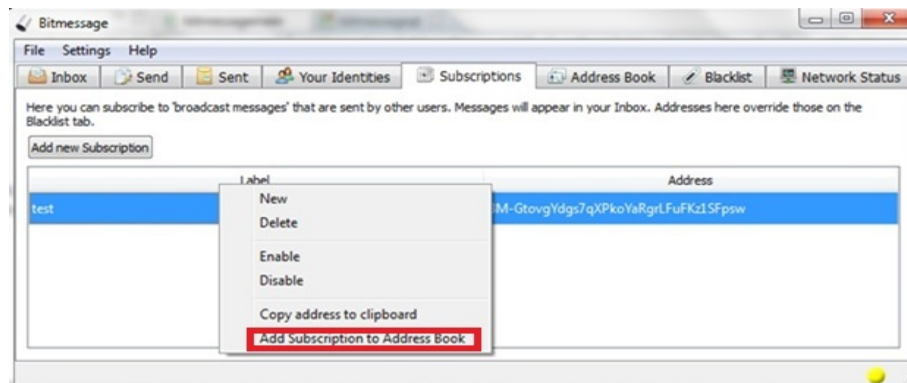 Bitmessage
File Settings Help
Inbox Send Sent Your Identities Subscriptions Address Book Blacklist Network Status
Here you can subscribe to 'broadcast messages' that are sent by other users. Messages will appear in your Inbox. Addresses here override those on the
Blacklist tab.
Add new Subscription
Label Address
test M-GtovgYdgs7qXPkoYaRgrLFuFKz1SFpsw
New
Delete
Enable
Disable
Copy address to clipboard
Add Subscription to Address Book